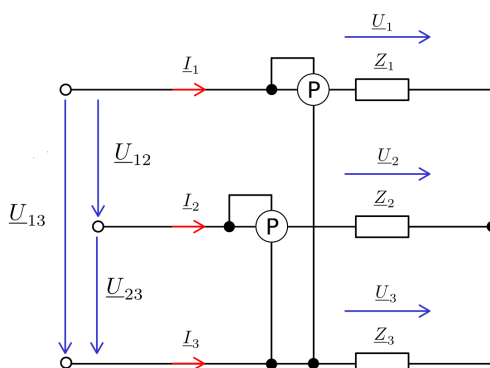 U₁
I₁
P
Z₁
U₁₂
U₂
I₂
P
Z₂
U₁₃
U₂₃
U₃
I₃
Z₃